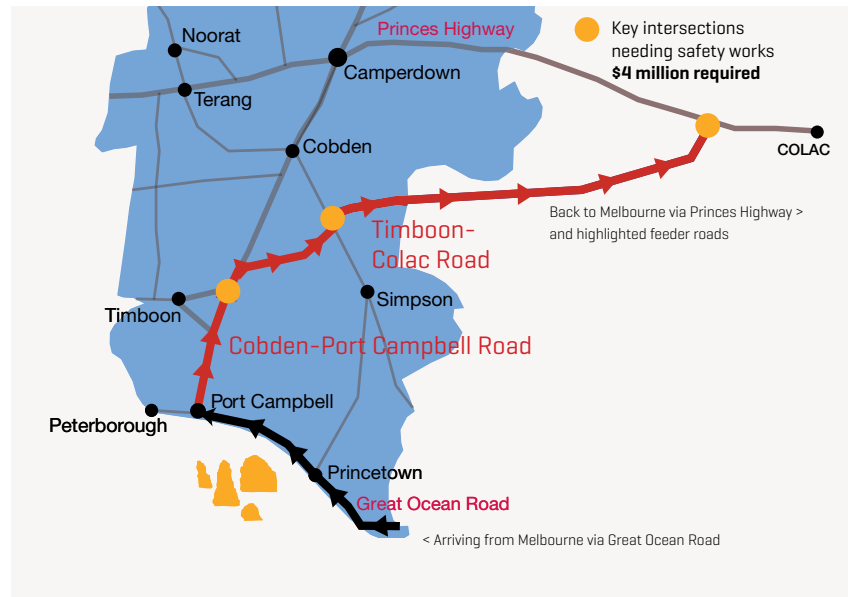 Princes Highway
Key intersections
needing safety works
$4 million required
Noorat
Camperdown
Terang
COLAC
Cobden
Back to Melbourne via Princes Highway >
and highlighted feeder roads
Timboon-
Colac Road
Simpson
Timboon
Cobden-Port Campbell Road
Port Campbell
Peterborough
Princetown
Great Ocean Road
< Arriving from Melbourne via Great Ocean Road